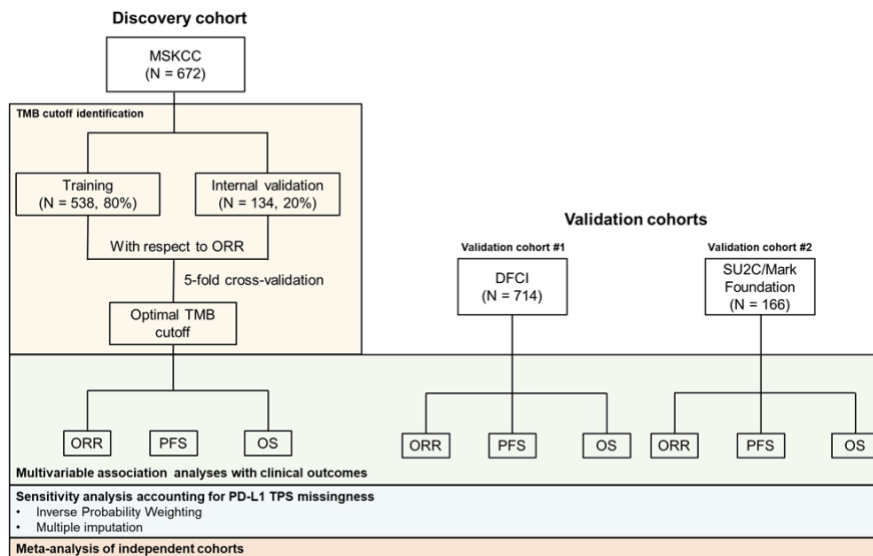 Discovery cohort
MSKCC
(N = 672)
TMB cutoff identification
Training
(N = 538, 80%)
Internal validation
(N = 134, 20%)
With respect to ORR
5-fold cross-validation
Optimal TMB
cutoff
Validation cohorts
Validation cohort #1
DFCI
(N = 714)
Validation cohort #2
SU2C/Mark
Foundation
(N = 166)
ORR
PFS
OS
ORR
PFS
OS
ORR
PFS
OS
Multivariable association analyses with clinical outcomes
Sensitivity analysis accounting for PD-L1 TPS missingness
• Inverse Probability Weighting
• Multiple imputation
Meta-analysis of independent cohorts